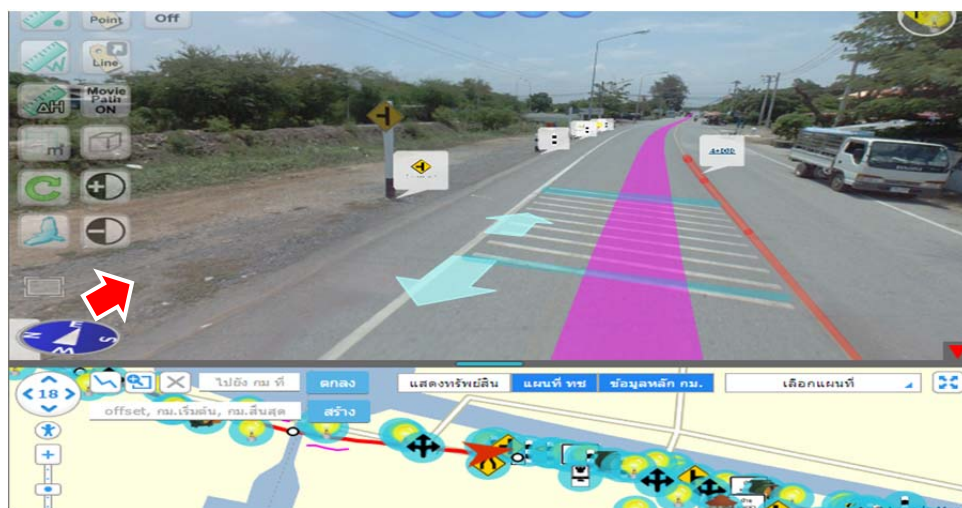 Point
Off
Line
W
ΔH
Movie
Path
ON
m²
N
E
S
W
18
ไปยัง กม ที่
ตกลง
แสดงทรัพย์สิน
แผนที่ ทช
ข้อมูลหลัก กม.
เลือกแผนที่
offset, กม.เริ่มต้น, กม.สิ้นสุด
สร้าง